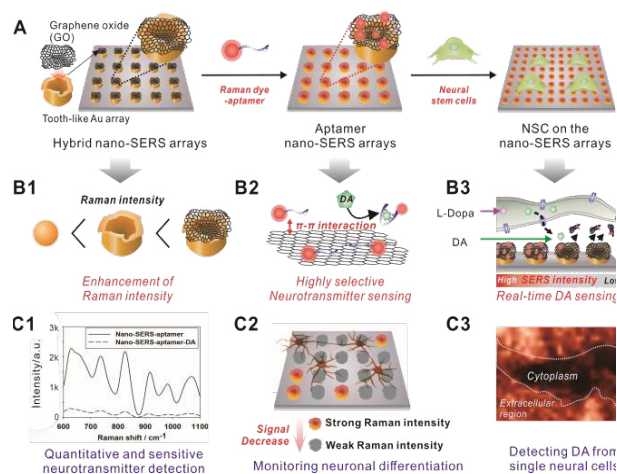 A
Graphene oxide
(GO)
Tooth-like Au array
Raman dye
-aptamer
Neural
stem cells
Hybrid nano-SERS arrays
Aptamer
nano-SERS arrays
NSC on the
nano-SERS arrays
B1
Raman intensity
< <
Enhancement of
Raman intensity
B2
DA
π-π interaction
Highly selective
Neurotransmitter sensing
B3
L-Dopa
DA
High SERS intensity Low
Real-time DA sensing
C1
Nano-SERS-aptamer
Nano-SERS-aptamer-DA
Intensity/a.u.
3k
2k
1k
0
600 700 800 900 1000 1100
Raman shift / cm⁻¹
Quantitative and sensitive
neurotransmitter detection
C2
Signal
Decrease
Strong Raman intensity
Weak Raman intensity
Monitoring neuronal differentiation
C3
Cytoplasm
Extracellular
region
Detecting DA from
single neural cells